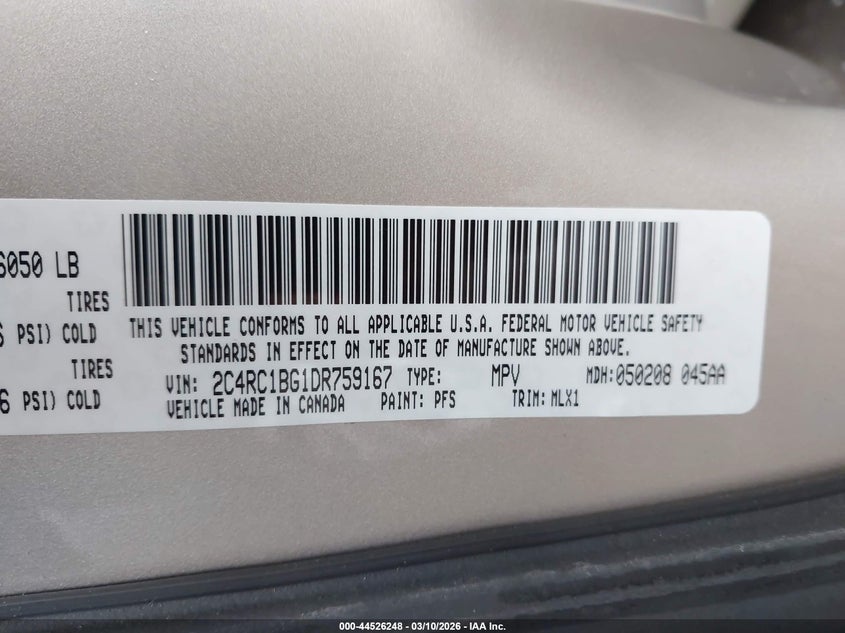 6050 LB
TIRES
PSI) COLD
TIRES
6 PSI) COLD
THIS VEHICLE CONFORMS TO ALL APPLICABLE U.S.A. FEDERAL MOTOR VEHICLE SAFETY
STANDARDS IN EFFECT ON THE DATE OF MANUFACTURE SHOWN ABOVE.
VIN: 2C4RC1BG1DR759167 TYPE: MPV MDH:050208 045AA
VEHICLE MADE IN CANADA PAINT: PFS TRIM: MLX1
000-44526248 - 03/10/2026 - IAA Inc.